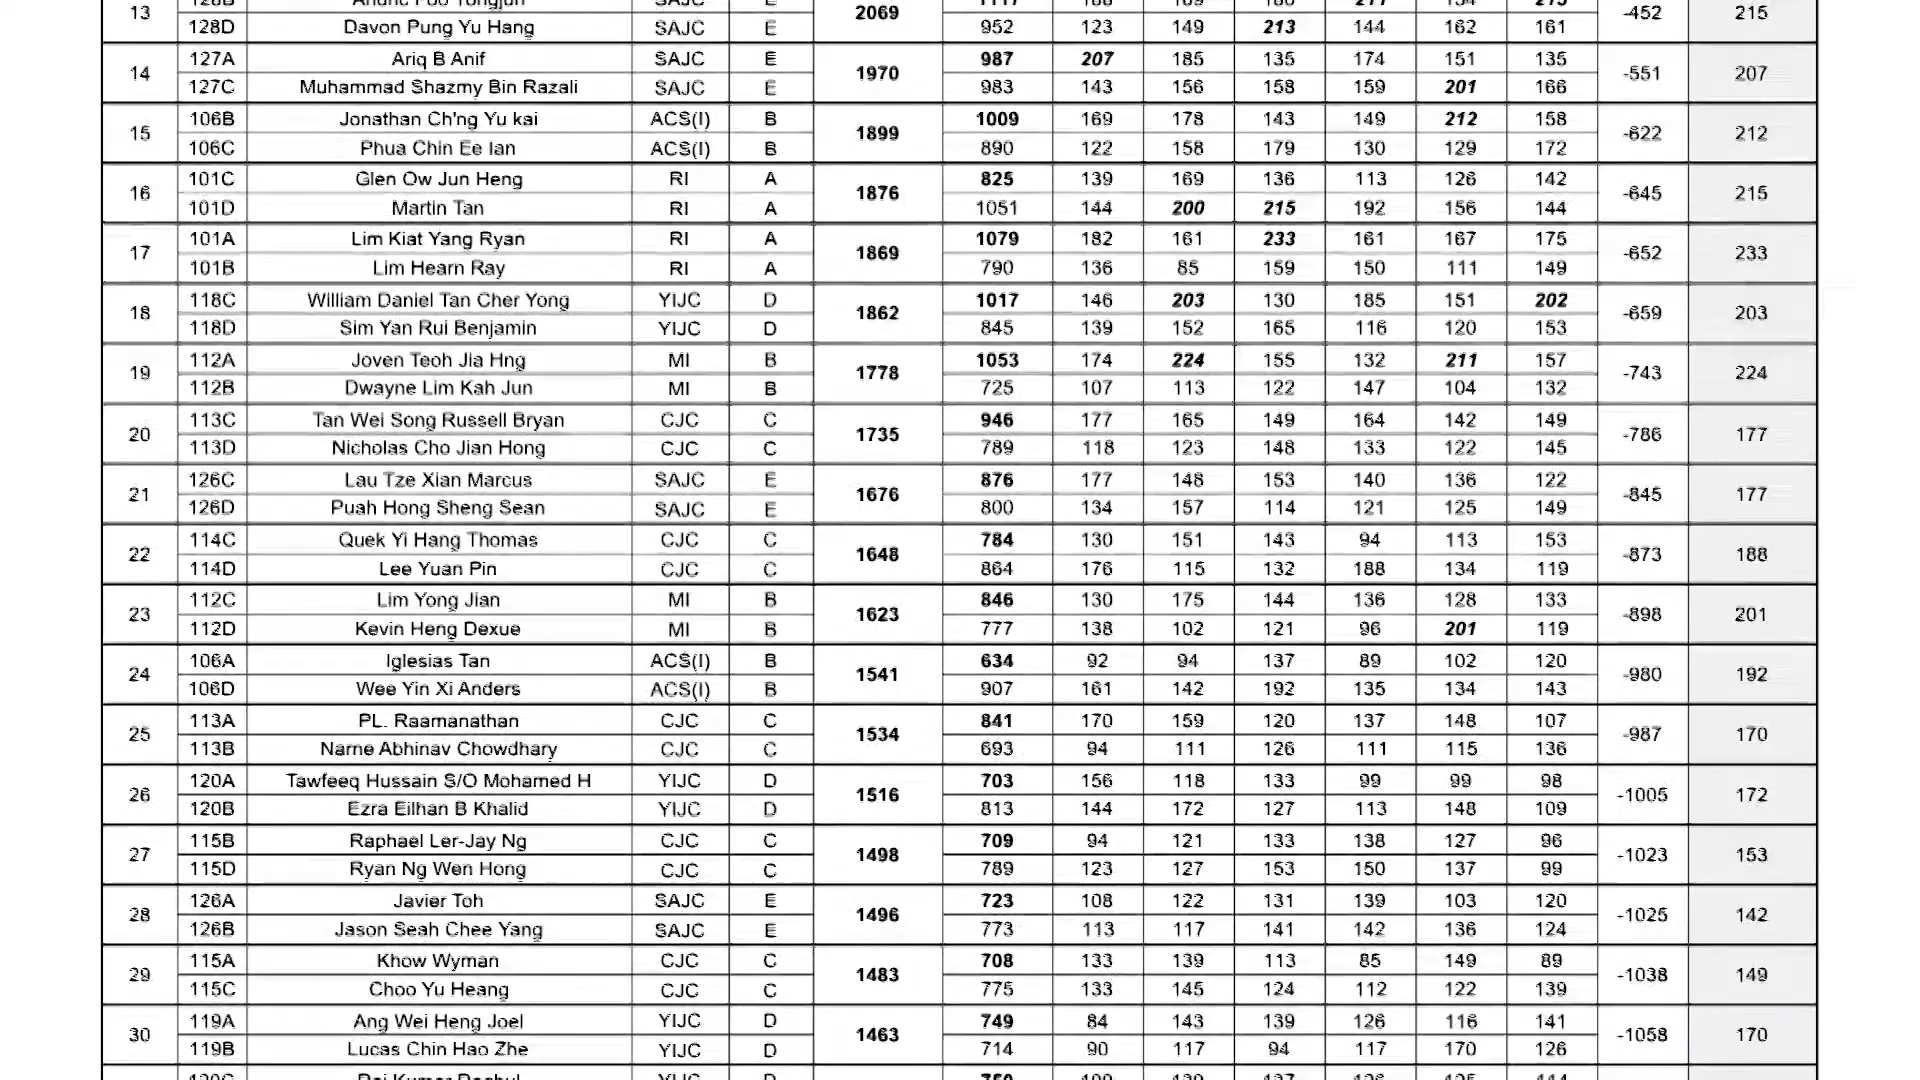 13 2069 -452 215
128D Davon Pung Yu Hang SAJC E 952 123 149 213 144 162 161
127A Ariq B Anif SAJC E 987 207 185 135 174 151 135
14 1970 -551 207
127C Muhammad Shazmy Bin Razali SAJC E 983 143 156 158 159 201 166
106B Jonathan Ch'ng Yu kai ACS(I) B 1009 169 178 143 149 212 158
15 1899 -622 212
106C Phua Chin Ee Ian ACS(I) B 890 122 158 179 130 129 172
101C Glen Ow Jun Heng RI A 825 139 169 136 113 126 142
16 1876 -645 215
101D Martin Tan RI A 1051 144 200 215 192 156 144
101A Lim Kiat Yang Ryan RI A 1079 182 161 233 161 167 175
17 1869 -652 233
101B Lim Hearn Ray RI A 790 136 85 159 150 111 149
118C William Daniel Tan Cher Yong YIJC D 1017 146 203 130 185 151 202
18 1862 -659 203
118D Sim Yan Rui Benjamin YIJC D 845 139 152 165 116 120 153
112A Joven Teoh Jia Hng MI B 1053 174 224 155 132 211 157
19 1778 -743 224
112B Dwayne Lim Kah Jun MI B 725 107 113 122 147 104 132
113C Tan Wei Song Russell Bryan CJC C 946 177 165 149 164 142 149
20 1735 -786 177
113D Nicholas Cho Jian Hong CJC C 789 118 123 148 133 122 145
126C Lau Tze Xian Marcus SAJC E 876 177 148 153 140 136 122
21 1676 -845 177
126D Puah Hong Sheng Sean SAJC E 800 134 157 114 121 125 149
114C Quek Yi Hang Thomas CJC C 784 130 151 143 94 113 153
22 1648 -873 188
114D Lee Yuan Pin CJC C 864 176 115 132 188 134 119
112C Lim Yong Jian MI B 846 130 175 144 136 128 133
23 1623 -898 201
112D Kevin Heng Dexue MI B 777 138 102 121 96 201 119
106A Iglesias Tan ACS(I) B 634 92 94 137 89 102 120
24 1541 -980 192
106D Wee Yin Xi Anders ACS(I) B 907 161 142 192 135 134 143
113A PL. Raamanathan CJC C 841 170 159 120 137 148 107
25 1534 -987 170
113B Name Abhinav Chowdhary CJC C 693 94 111 126 111 115 136
120A Tawfeeq Hussain S/O Mohamed H YIJC D 703 156 118 133 99 99 98
26 1516 -1005 172
120B Ezra Eilhan B Khalid YIJC D 813 144 172 127 113 148 109
115B Raphael Ler-Jay Ng CJC C 709 94 121 133 138 127 96
27 1498 -1023 153
115D Ryan Ng Wen Hong CJC C 789 123 127 153 150 137 99
126A Javier Toh SAJC E 723 108 122 131 139 103 120
28 1496 -1025 142
126B Jason Seah Chee Yang SAJC E 773 113 117 141 142 136 124
115A Khow Wyman CJC C 708 133 139 113 85 149 89
29 1483 -1038 149
115C Choo Yu Heang CJC C 775 133 145 124 112 122 139
119A Ang Wei Heng Joel YIJC D 749 84 143 139 126 116 141
30 1463 -1058 170
119B Lucas Chin Hao Zhe YIJC D 714 90 117 94 117 170 126